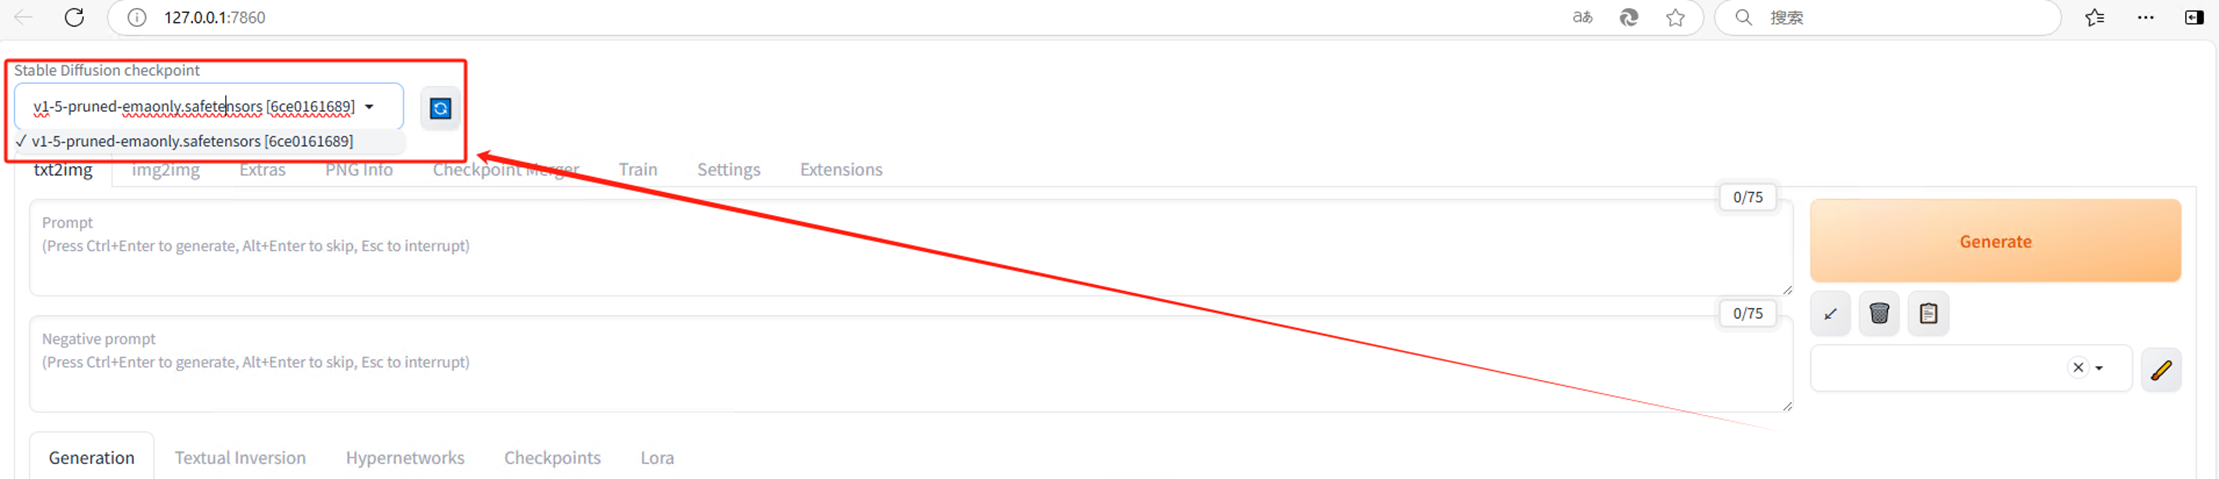 127.0.0.1:7860
aあ
搜索
Stable Diffusion checkpoint
v1-5-pruned-emaonly.safetensors [6ce0161689]
✓ v1-5-pruned-emaonly.safetensors [6ce0161689]
txt2img img2img Extras PNG Info Checkpoint Merger Train Settings Extensions
0/75
Prompt
(Press Ctrl+Enter to generate, Alt+Enter to skip, Esc to interrupt)
Generate
0/75
Negative prompt
(Press Ctrl+Enter to generate, Alt+Enter to skip, Esc to interrupt)
Generation Textual Inversion Hypernetworks Checkpoints Lora